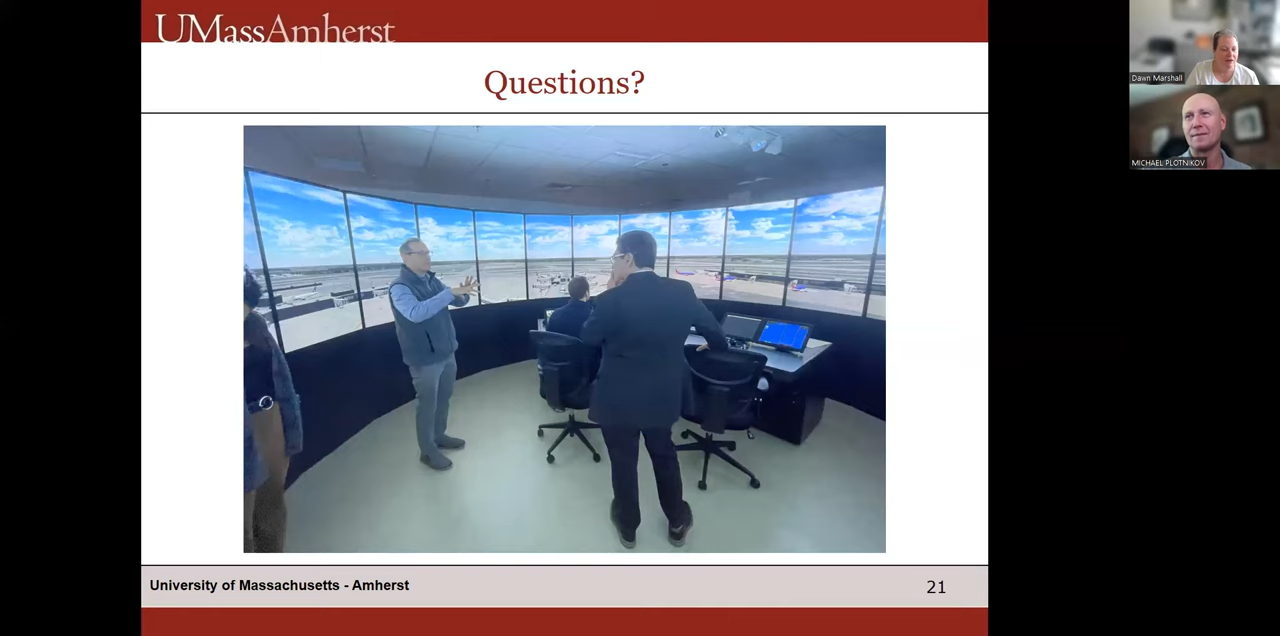 UMassAmherst
Questions?
Dawn Marshall
MICHAEL PLOTNIKOV
University of Massachusetts - Amherst
21